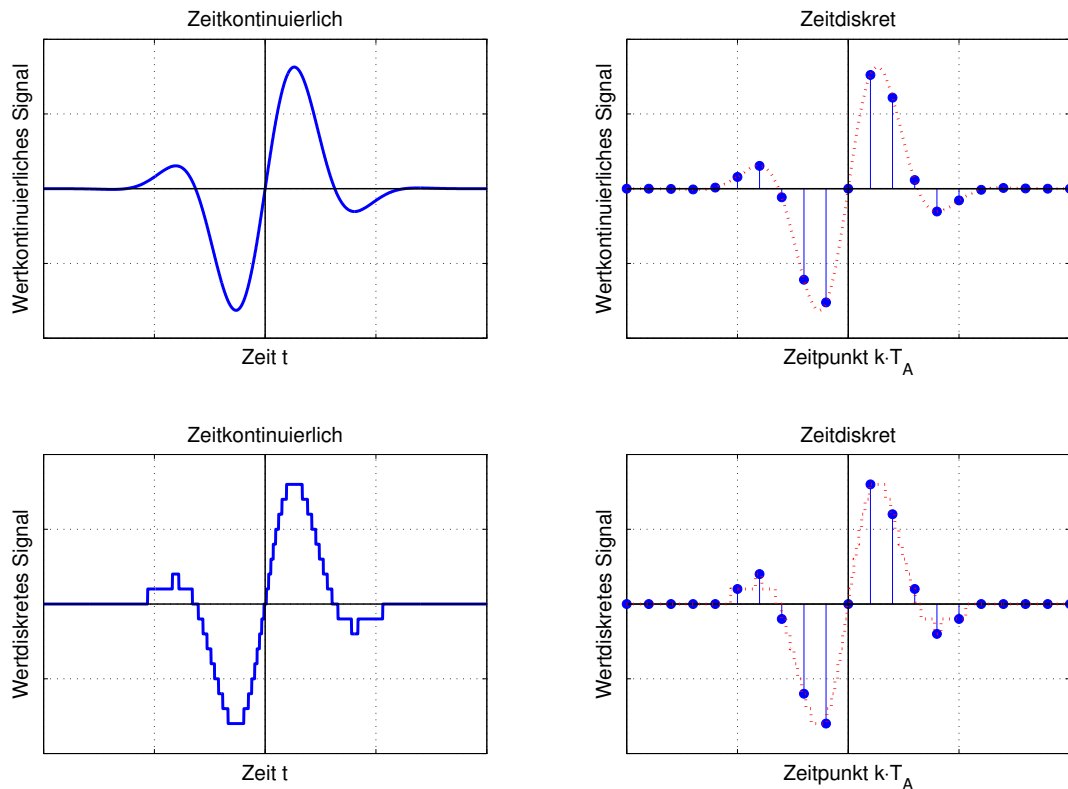 Zeitkontinuierlich
Wertkontinuierliches Signal
Zeit t
Zeitdiskret
Wertkontinuierliches Signal
Zeitpunkt k·T_A
Zeitkontinuierlich
Wertdiskretes Signal
Zeit t
Zeitdiskret
Wertdiskretes Signal
Zeitpunkt k·T_A